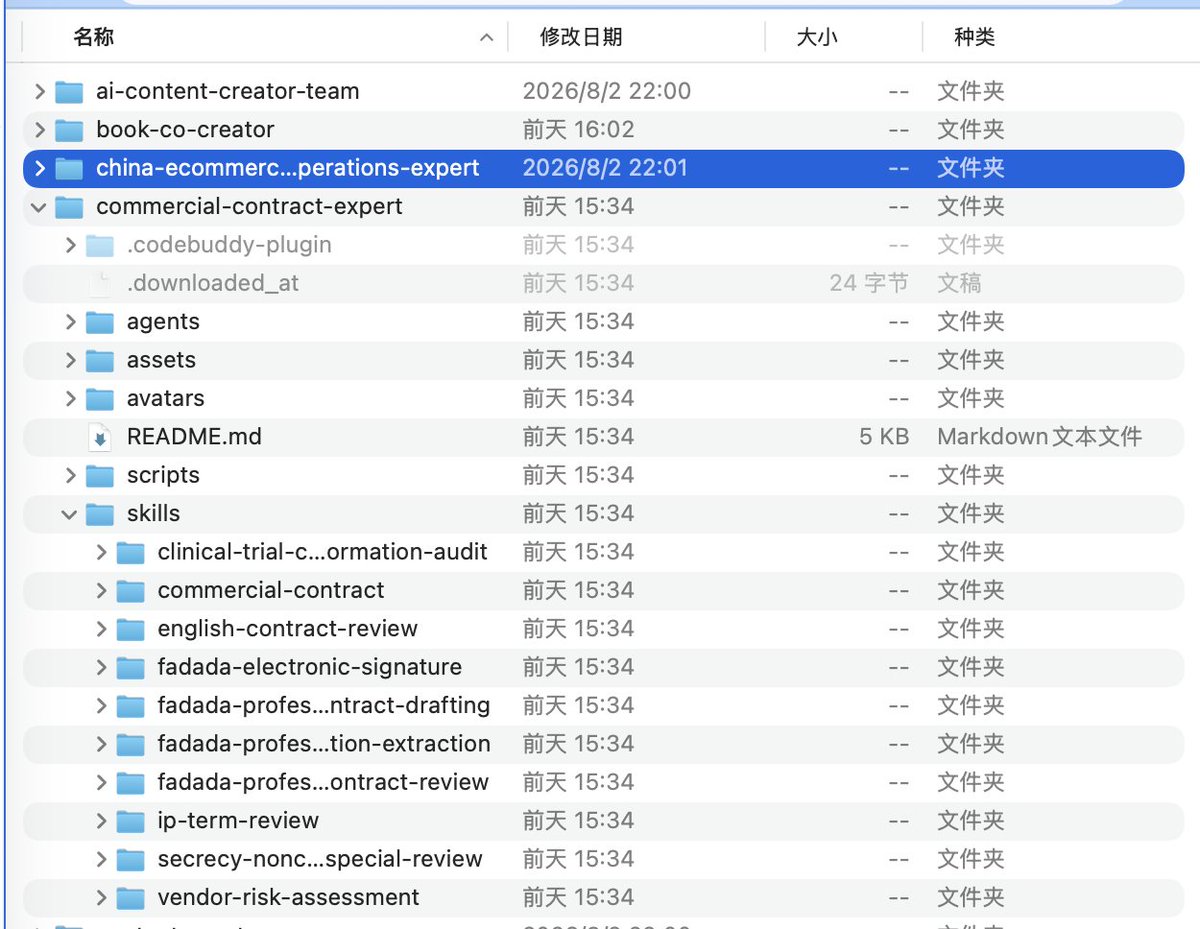 名称 修改日期 大小 种类
ai-content-creator-team 2026/8/2 22:00 -- 文件夹
book-co-creator 前天 16:02 -- 文件夹
china-ecommerc...perations-expert 2026/8/2 22:01 -- 文件夹
commercial-contract-expert 前天 15:34 -- 文件夹
.codebuddy-plugin 前天 15:34 -- 文件夹
.downloaded_at 前天 15:34 24 字节 文稿
agents 前天 15:34 -- 文件夹
assets 前天 15:34 -- 文件夹
avatars 前天 15:34 -- 文件夹
README.md 前天 15:34 5 KB Markdown文本文件
scripts 前天 15:34 -- 文件夹
skills 前天 15:34 -- 文件夹
clinical-trial-c...ormation-audit 前天 15:34 -- 文件夹
commercial-contract 前天 15:34 -- 文件夹
english-contract-review 前天 15:34 -- 文件夹
fadada-electronic-signature 前天 15:34 -- 文件夹
fadada-profes...ntract-drafting 前天 15:34 -- 文件夹
fadada-profes...tion-extraction 前天 15:34 -- 文件夹
fadada-profes...ontract-review 前天 15:34 -- 文件夹
ip-term-review 前天 15:34 -- 文件夹
secrecy-nonc...special-review 前天 15:34 -- 文件夹
vendor-risk-assessment 前天 15:34 -- 文件夹